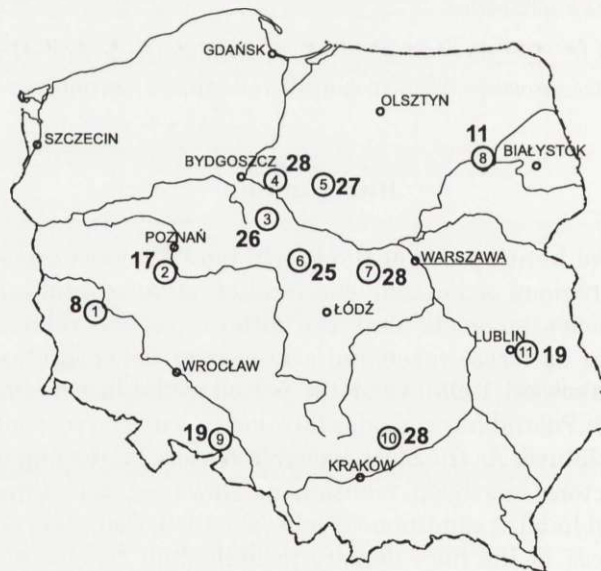 GDAŃSK
OLSZTYN
SZCZECIN
11
8
BIAŁYSTOK
BYDGOSZCZ
28
4
5
27
3
26
POZNAŃ
17
2
6
25
7
28
WARSZAWA
8
1
ŁÓDŹ
LUBLIN
11
19
WROCŁAW
19
9
10
28
KRAKÓW